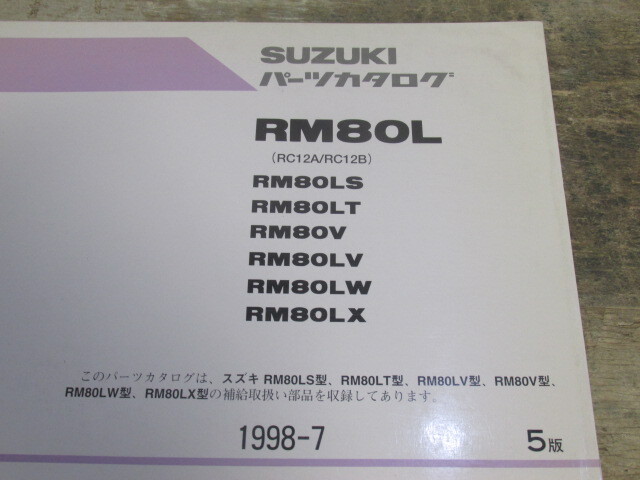 SUZUKI
パーツカタログ
RM80L
(RC12A/RC12B)
RM80LS
RM80LT
RM80V
RM80LV
RM80LW
RM80LX
このパーツカタログは、スズキ RM80LS型、RM80LT型、RM80LV型、RM80V型、
RM80LW型、RM80LX型の補給取扱い部品を収録してあります。
1998-7
5版